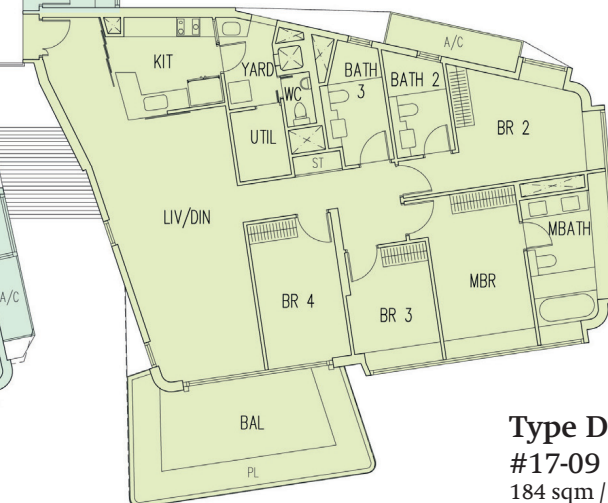 A/C
KIT
YARD
BATH 3
BATH 2
WC
BR 2
UTIL
ST
LIV/DIN
MBATH
MBR
A/C
BR 4
BR 3
BAL
PL
Type D
#17-09
184 sqm /